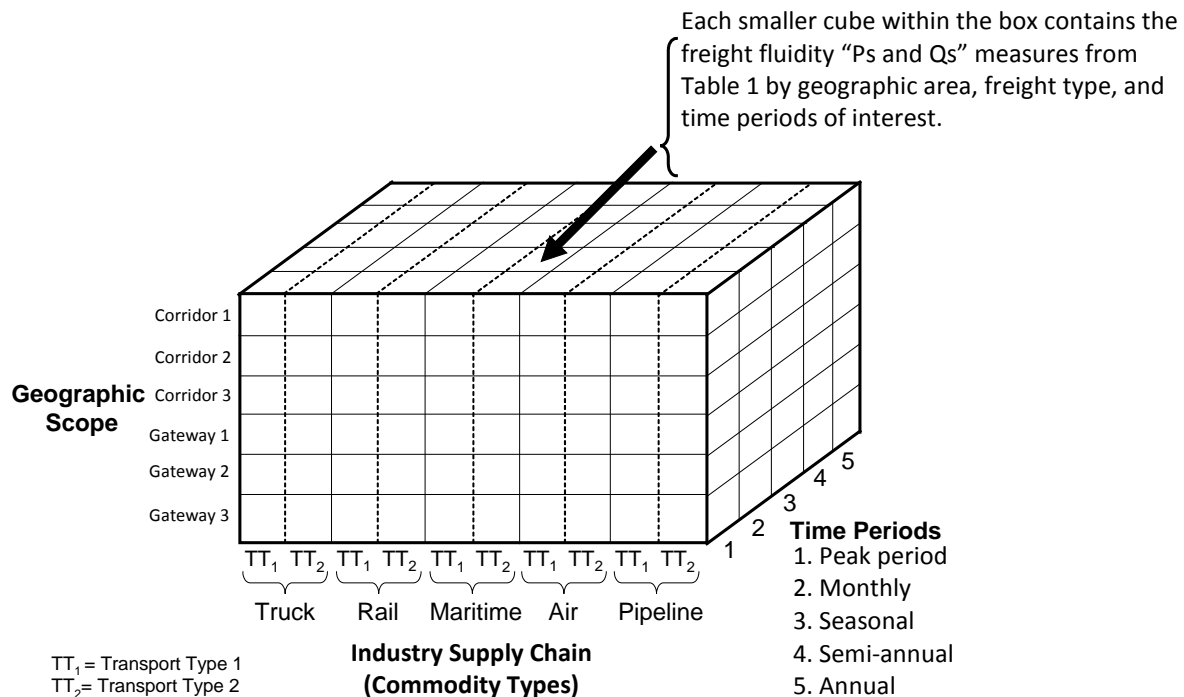 Each smaller cube within the box contains the
freight fluidity “Ps and Qs” measures from
Table 1 by geographic area, freight type, and
time periods of interest.
Corridor 1
Corridor 2
Geographic Corridor 3
Scope
Gateway 1
Gateway 2
Gateway 3
1 2 3 4 5
TT₁ TT₂ TT₁ TT₂ TT₁ TT₂ TT₁ TT₂ TT₁ TT₂
Truck Rail Maritime Air Pipeline
Industry Supply Chain
(Commodity Types)
TT₁ = Transport Type 1
TT₂= Transport Type 2
Time Periods
1. Peak period
2. Monthly
3. Seasonal
4. Semi-annual
5. Annual